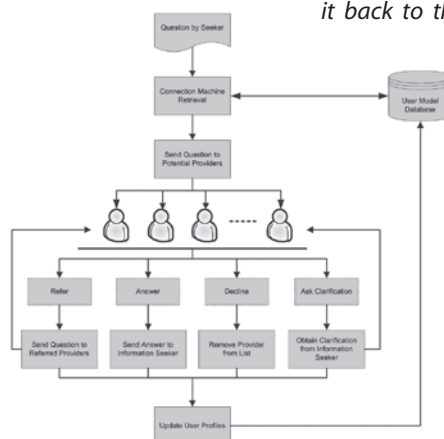 it back to th
Question by Seeker
Connection Machine
Retrieval
User Model
Database
Send Question to
Potential Providers
Refer
Answer
Decline
Ask Clarification
Send Question to
Referred Providers
Send Answer to
Information Seeker
Remove Provider
from List
Obtain Clarification
from Information
Seeker
Update User Profiles